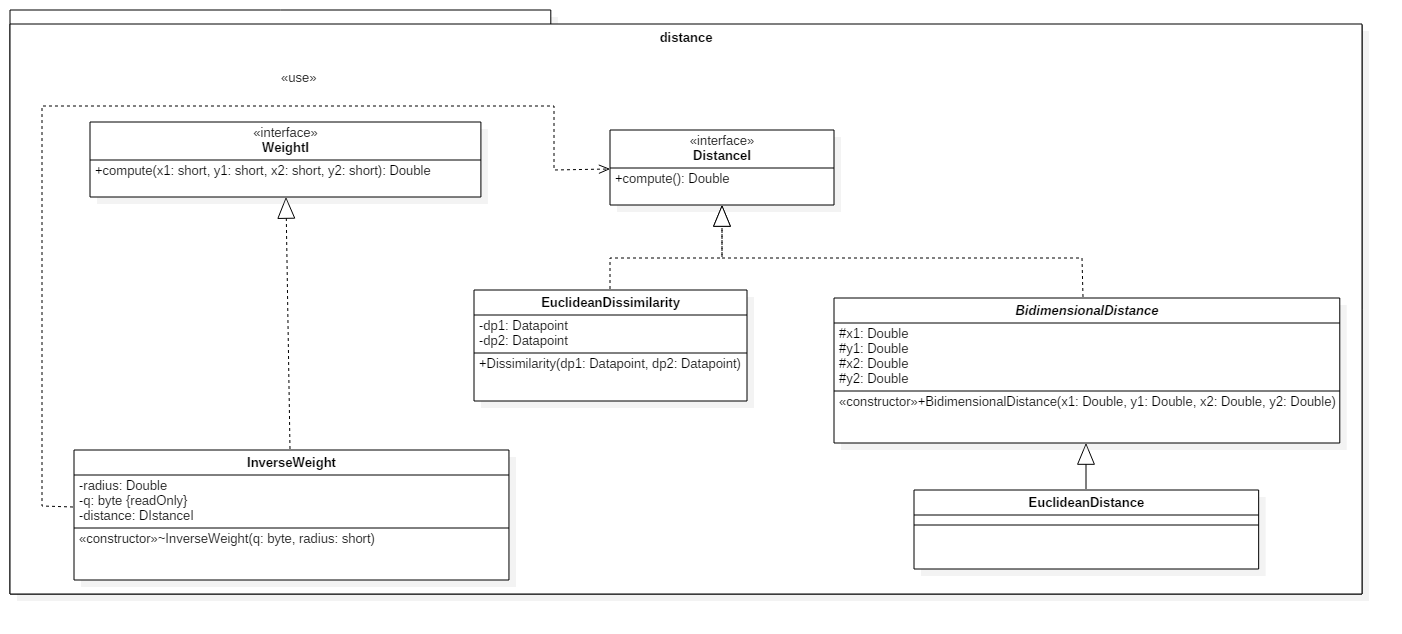 distance
«use»
«interface»
WeightI
+compute(x1: short, y1: short, x2: short, y2: short): Double
«interface»
DistanceI
+compute(): Double
EuclideanDissimilarity
-dp1: Datapoint
-dp2: Datapoint
+Dissimilarity(dp1: Datapoint, dp2: Datapoint)
BidimensionalDistance
#x1: Double
#y1: Double
#x2: Double
#y2: Double
«constructor»+BidimensionalDistance(x1: Double, y1: Double, x2: Double, y2: Double)
InverseWeight
-radius: Double
-q: byte {readOnly}
-distance: DIstanceI
«constructor»~InverseWeight(q: byte, radius: short)
EuclideanDistance